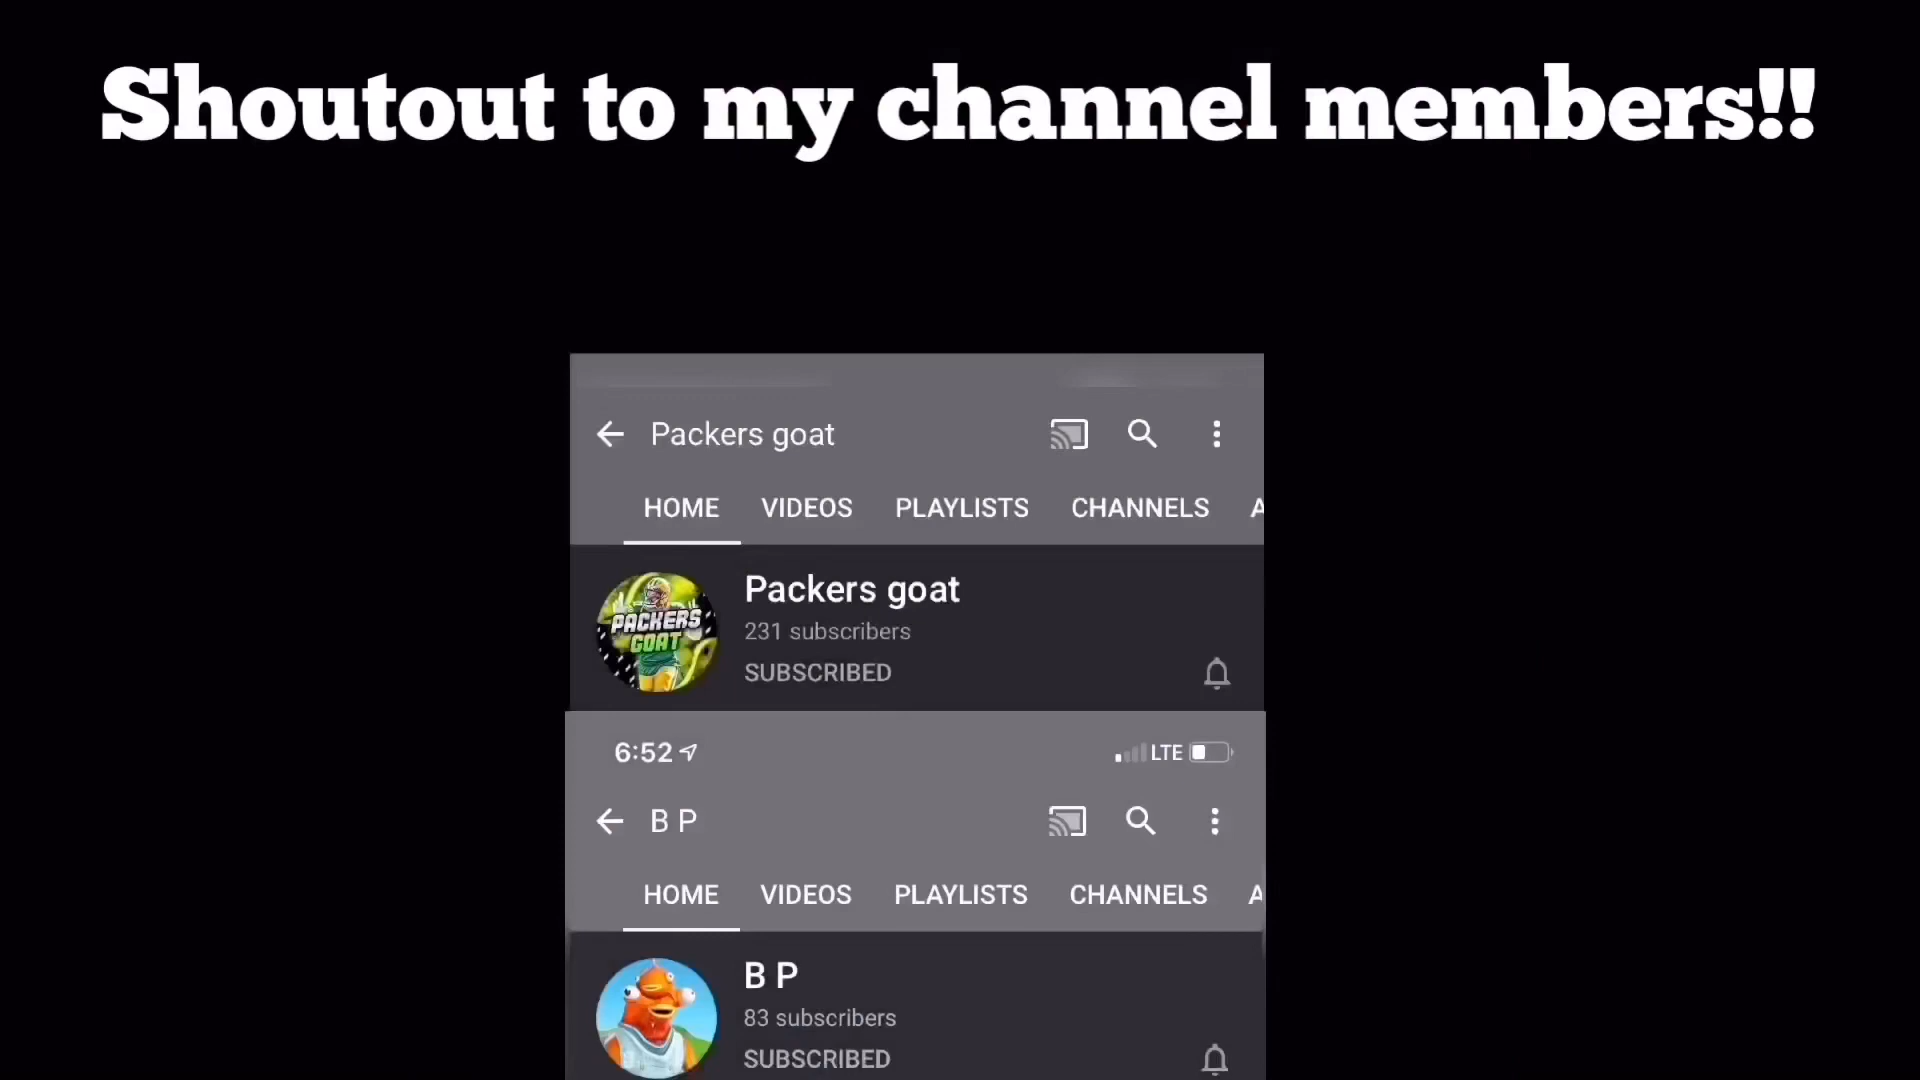 Shoutout to my channel members!!
Packers goat
HOME VIDEOS PLAYLISTS CHANNELS A
PACKERS
GOAT
Packers goat
231 subscribers
SUBSCRIBED
6:52 LTE
B P
HOME VIDEOS PLAYLISTS CHANNELS A
B P
83 subscribers
SUBSCRIBED